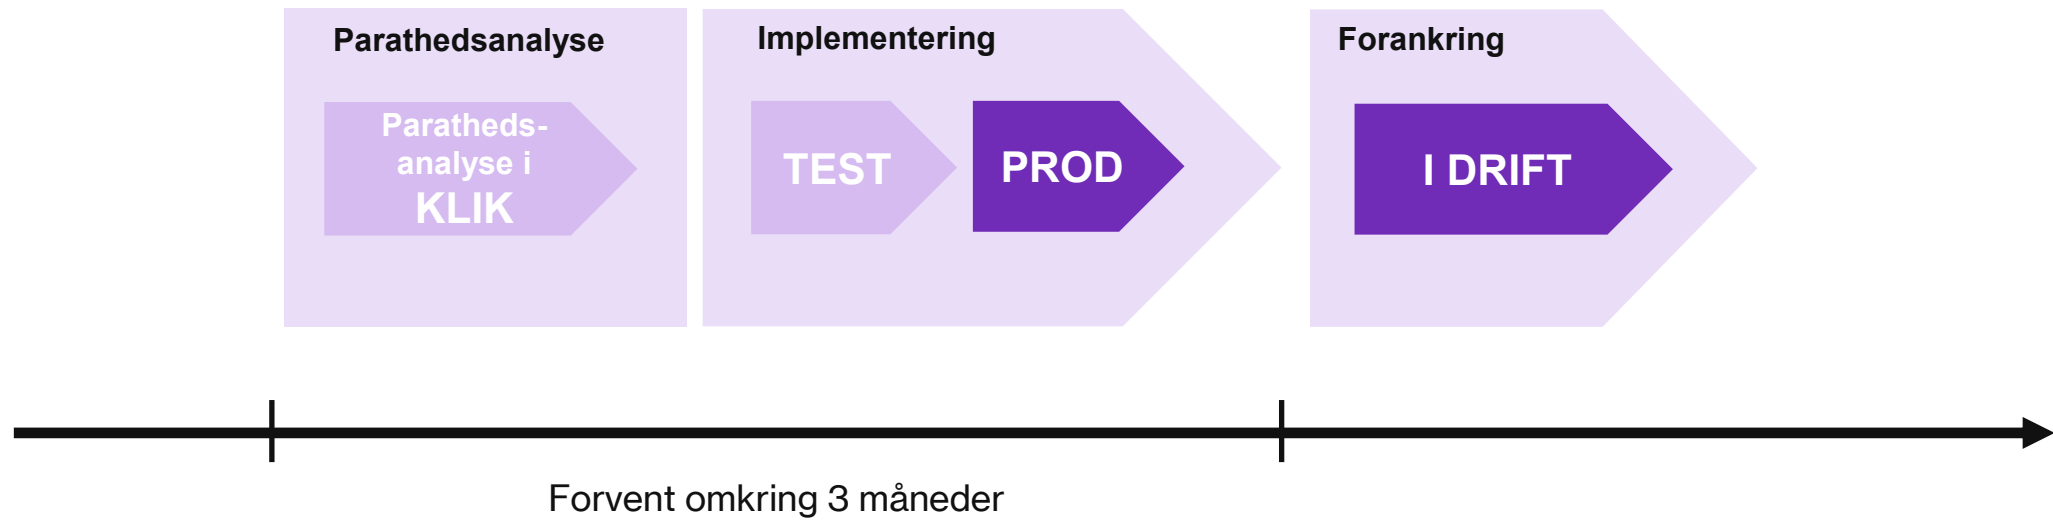 Parathedsanalyse
Paratheds-
analyse i
KLIK
Implementering
TEST
PROD
Forankring
I DRIFT
Forvent omkring 3 måneder